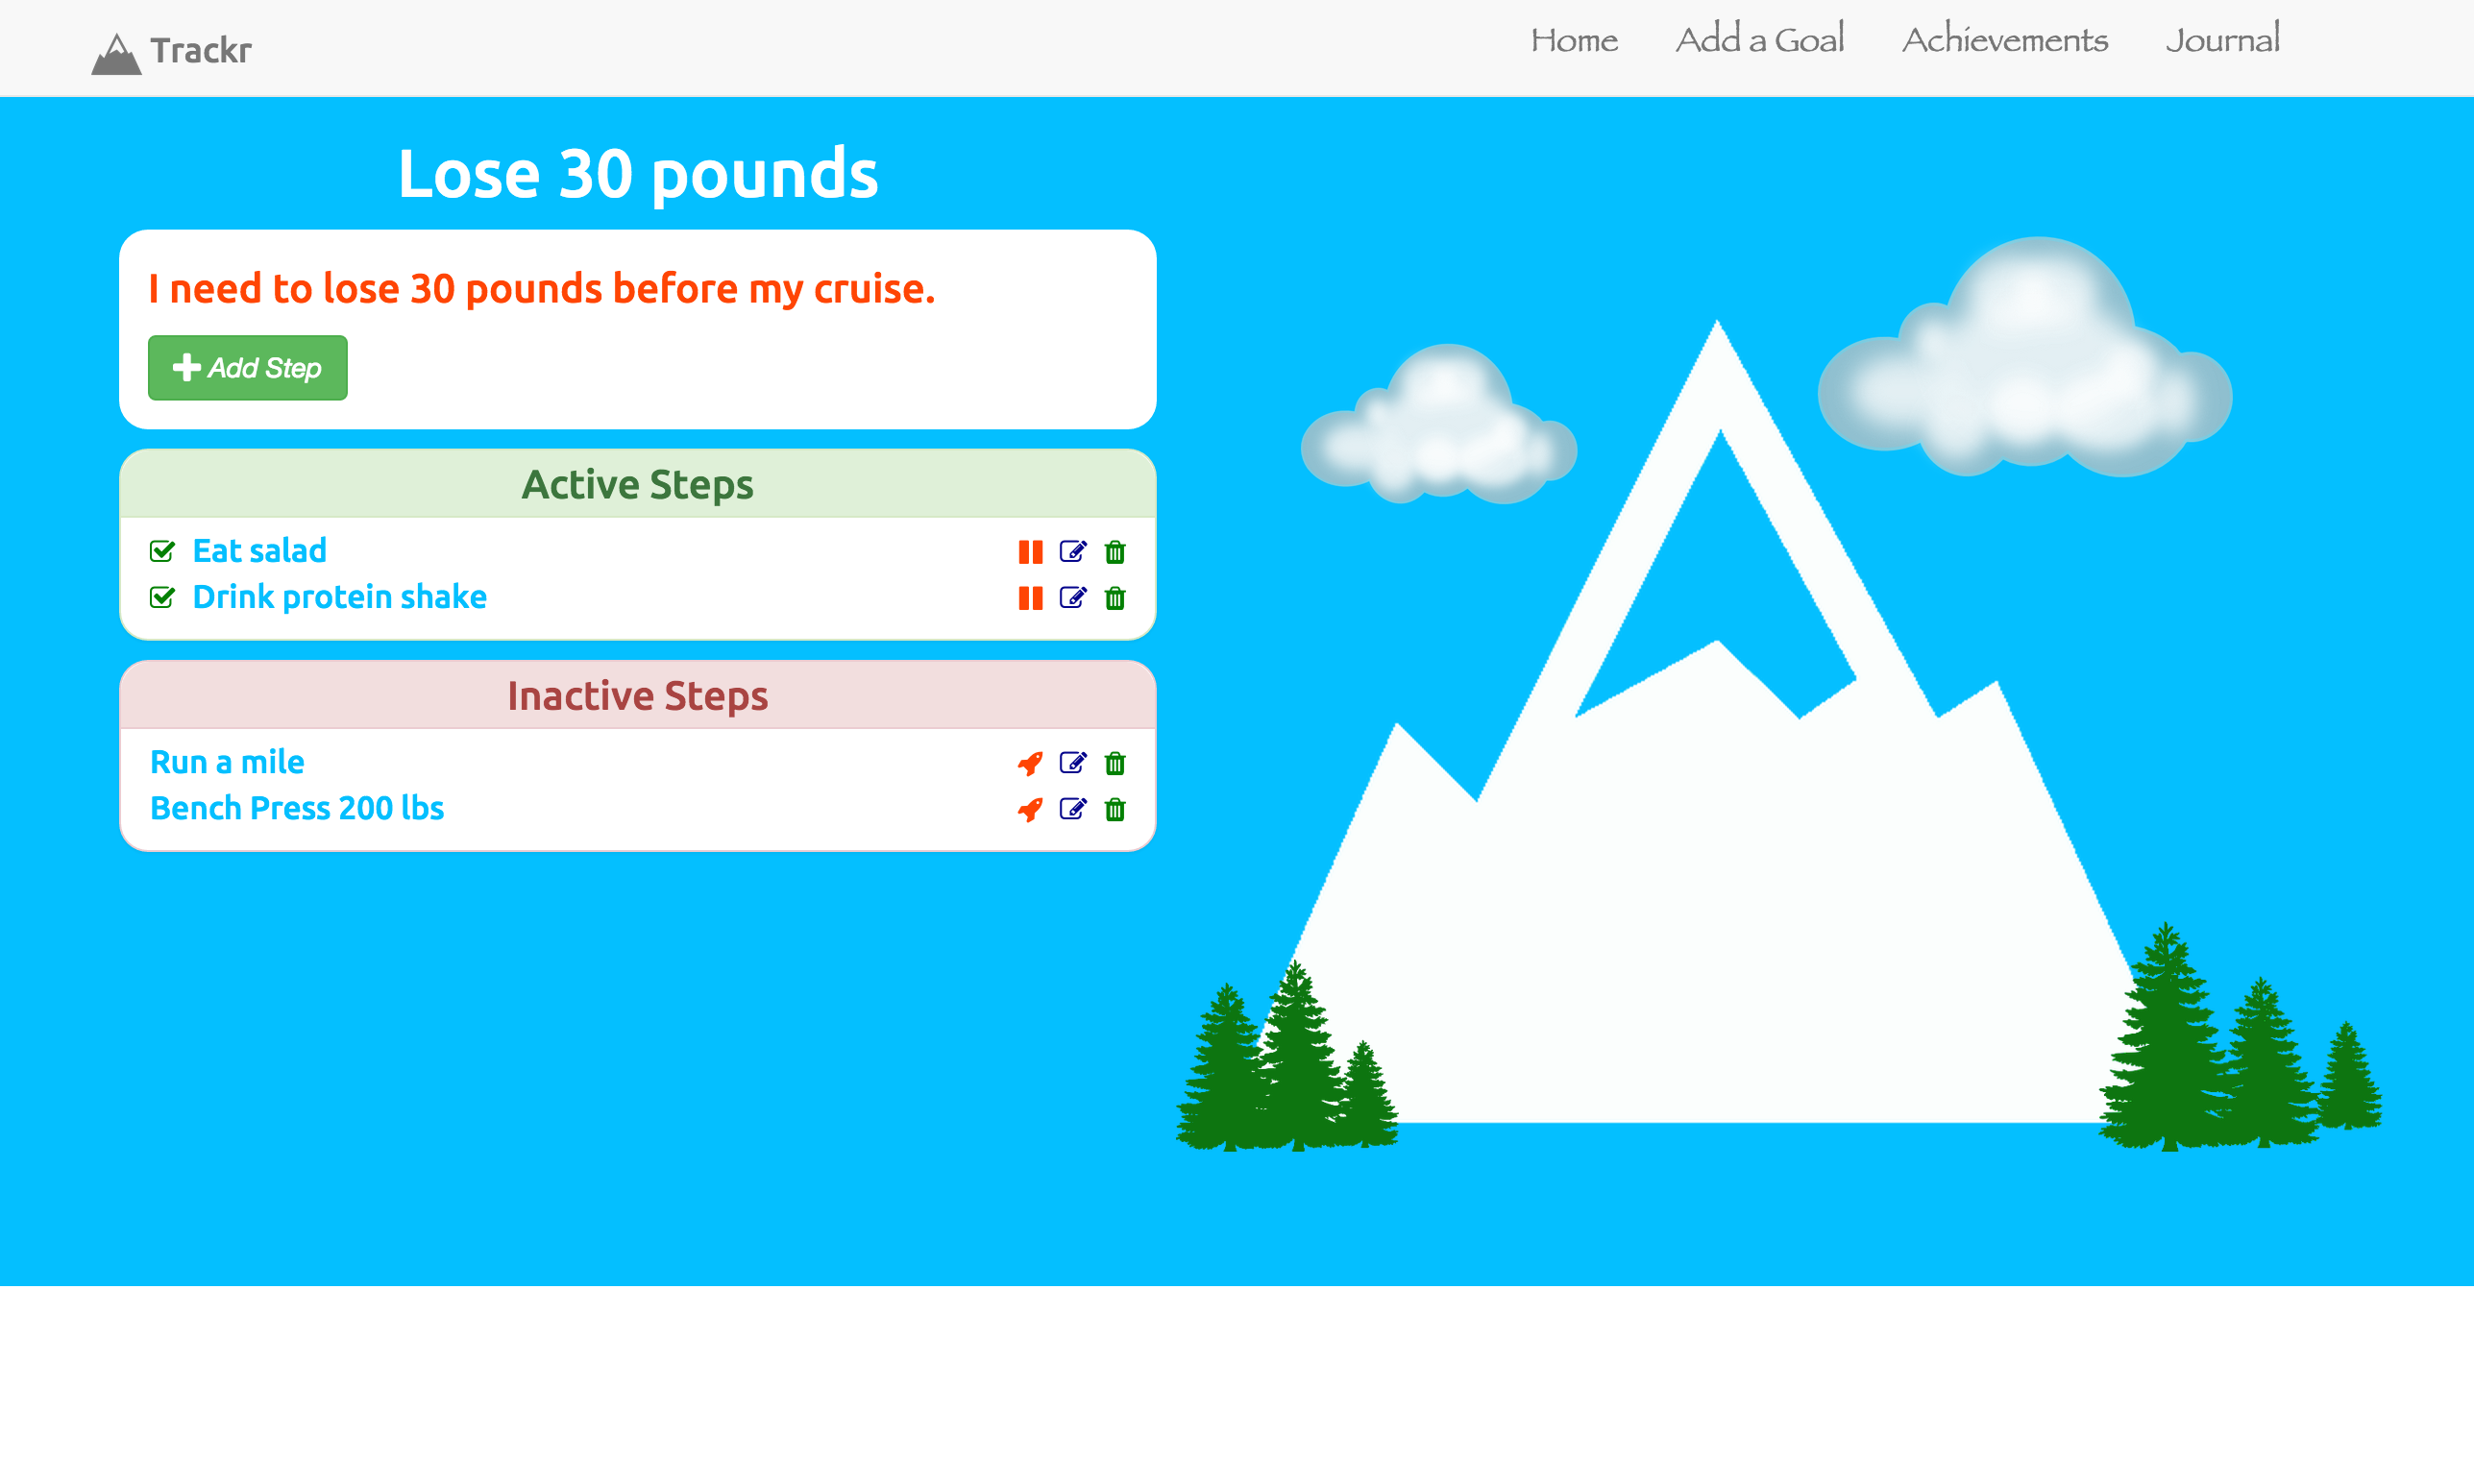 Trackr
Home Add a Goal Achievements Journal
Lose 30 pounds
I need to lose 30 pounds before my cruise.
Add Step
Active Steps
Eat salad
Drink protein shake
Inactive Steps
Run a mile
Bench Press 200 lbs